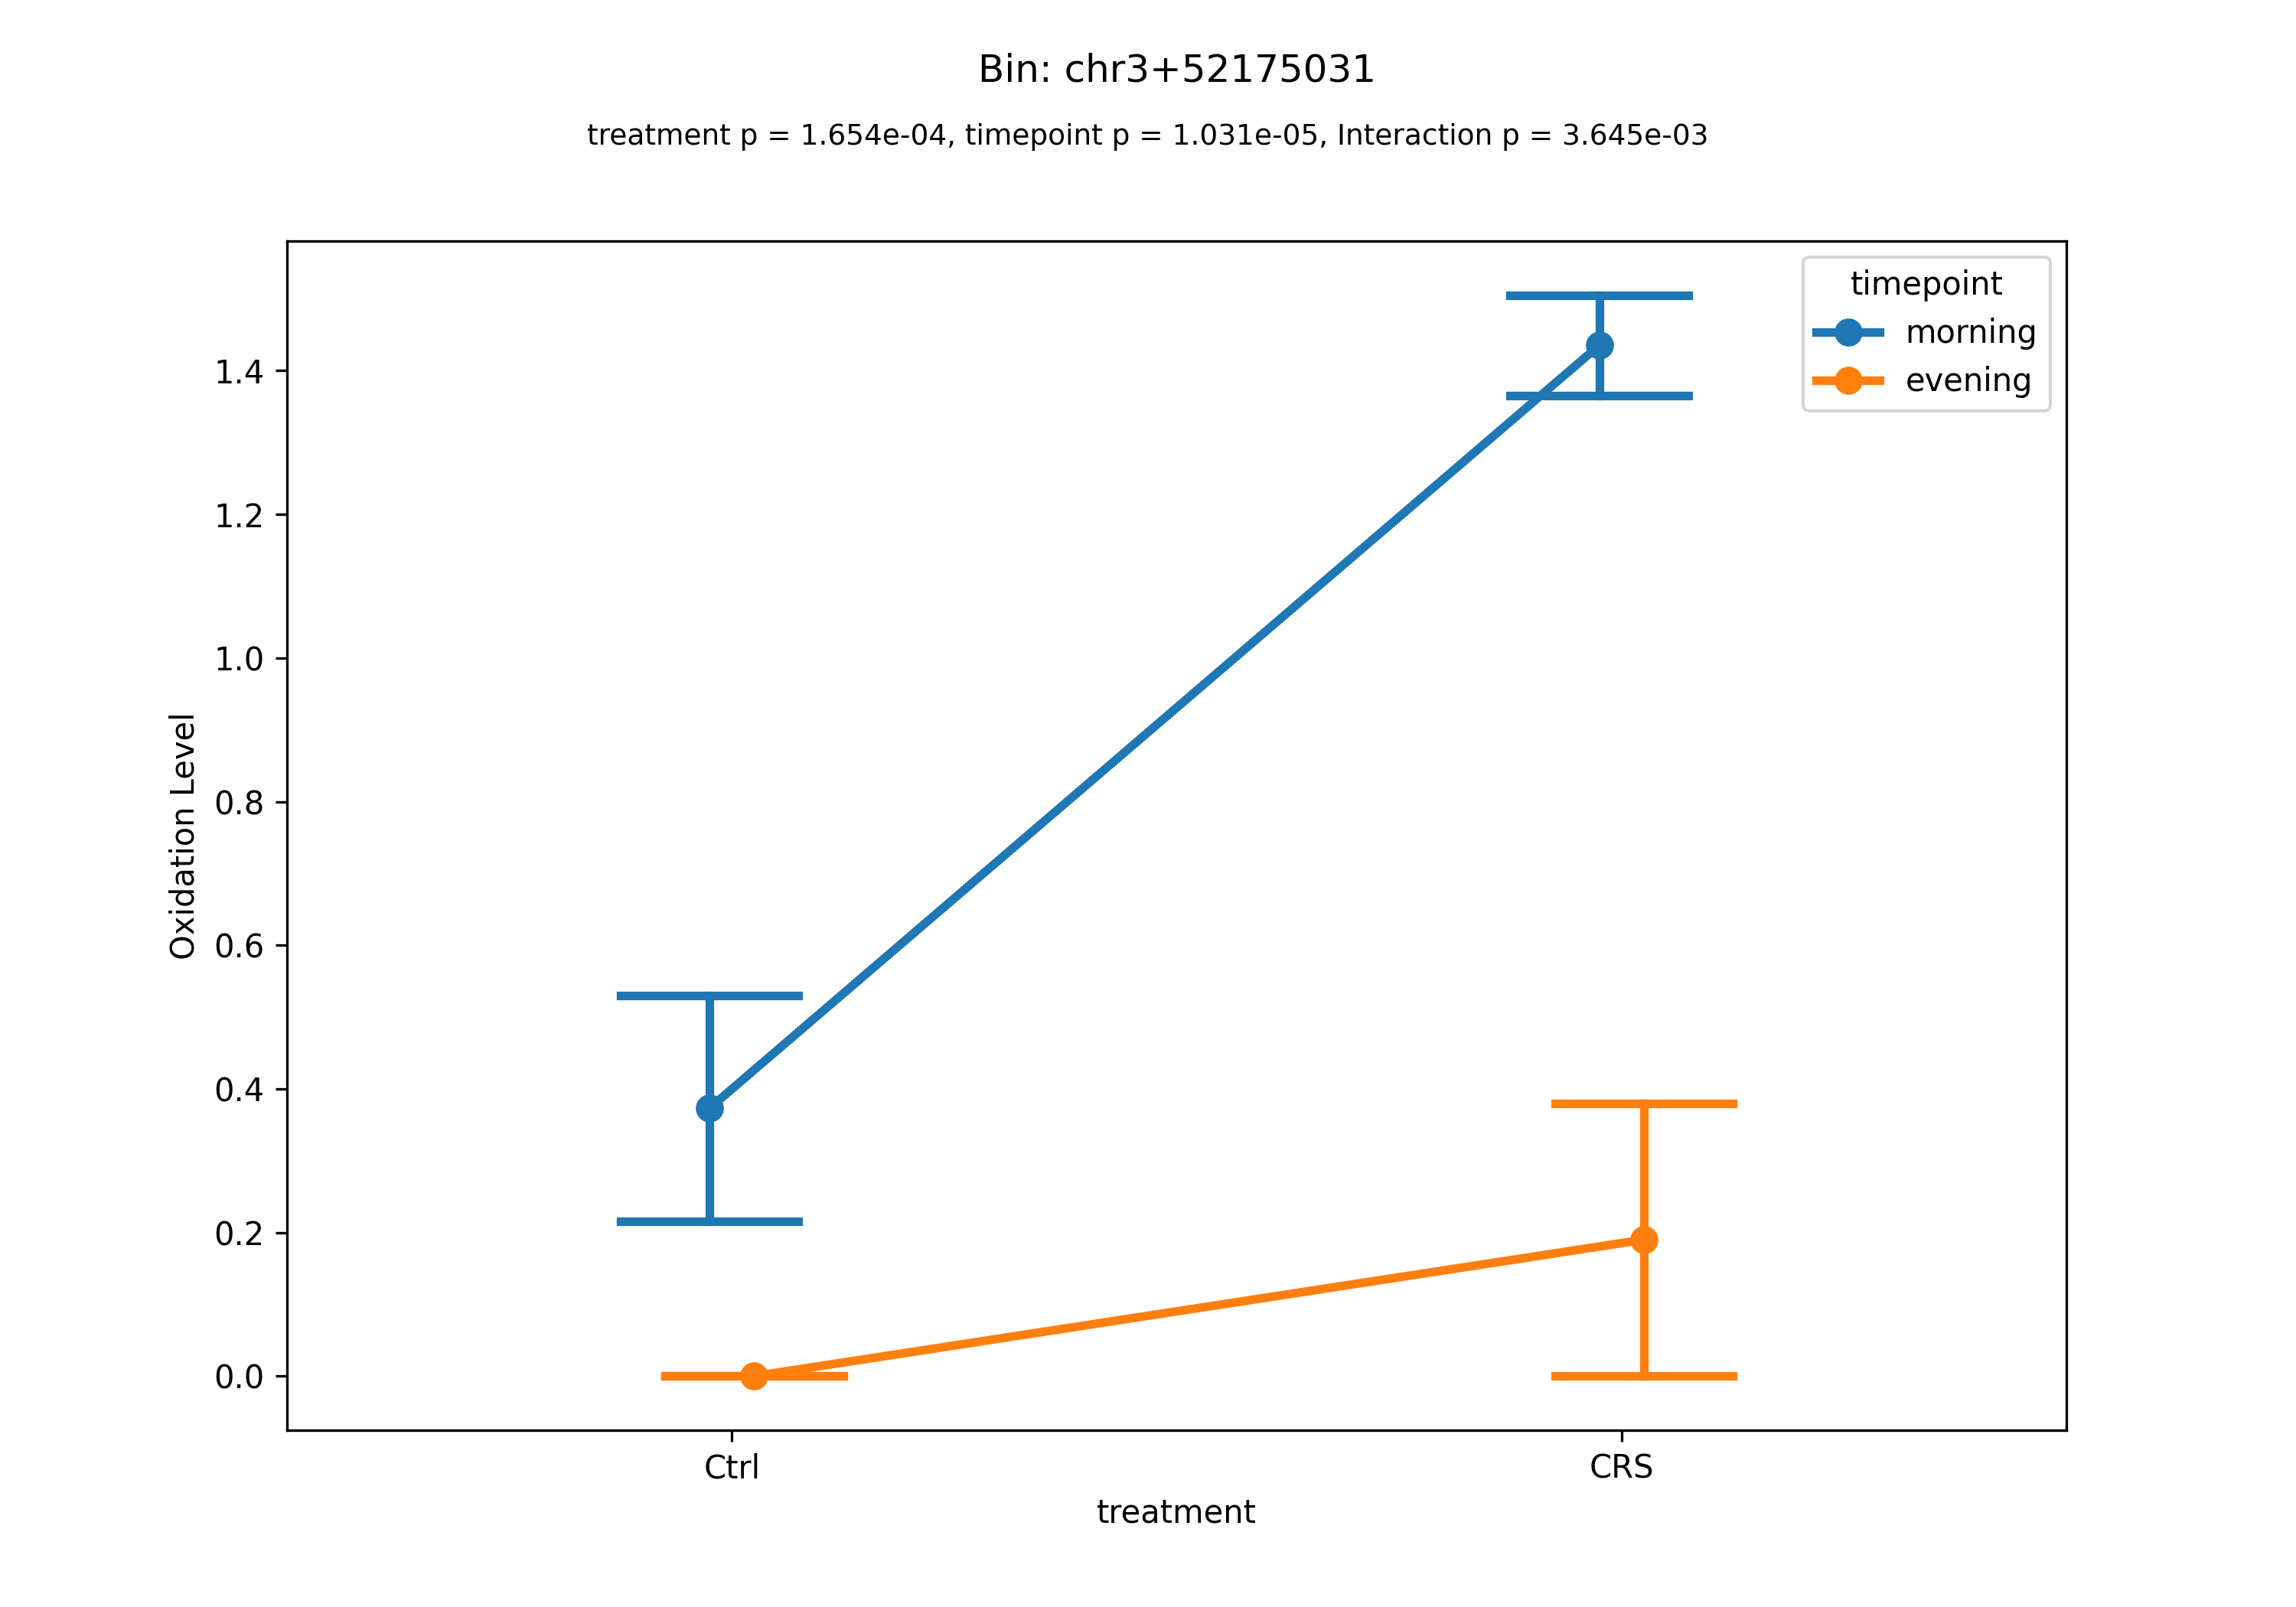 Bin: chr3+52175031
treatment p = 1.654e-04, timepoint p = 1.031e-05, Interaction p = 3.645e-03
timepoint
morning
evening
1.4
1.2
1.0
0.8
0.6
0.4
0.2
0.0
Oxidation Level
Ctrl
CRS
treatment